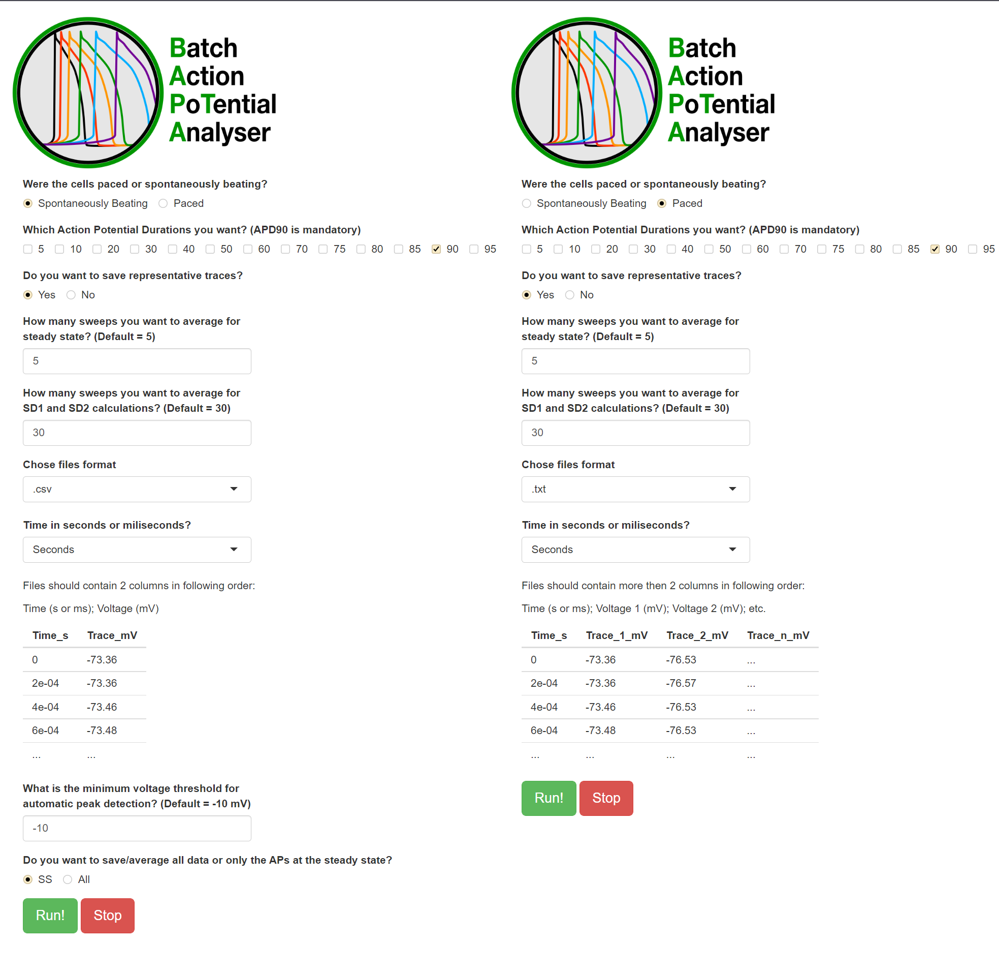 Batch
Action
PoTential
Analyser
Were the cells paced or spontaneously beating?
Spontaneously Beating Paced
Which Action Potential Durations you want? (APD90 is mandatory)
5 10 20 30 40 50 60 70 75 80 85 90 95
Do you want to save representative traces?
Yes No
How many sweeps you want to average for
steady state? (Default = 5)
5
How many sweeps you want to average for
SD1 and SD2 calculations? (Default = 30)
30
Chose files format
.csv
Time in seconds or miliseconds?
Seconds
Files should contain 2 columns in following order:
Time (s or ms); Voltage (mV)
Time_s Trace_mV
0 -73.36
2e-04 -73.36
4e-04 -73.46
6e-04 -73.48
... ...
What is the minimum voltage threshold for
automatic peak detection? (Default = -10 mV)
-10
Do you want to save/average all data or only the APs at the steady state?
SS All
Run! Stop
Batch
Action
PoTential
Analyser
Were the cells paced or spontaneously beating?
Spontaneously Beating Paced
Which Action Potential Durations you want? (APD90 is mandatory)
5 10 20 30 40 50 60 70 75 80 85 90 95
Do you want to save representative traces?
Yes No
How many sweeps you want to average for
steady state? (Default = 5)
5
How many sweeps you want to average for
SD1 and SD2 calculations? (Default = 30)
30
Chose files format
.txt
Time in seconds or miliseconds?
Seconds
Files should contain more then 2 columns in following order:
Time (s or ms); Voltage 1 (mV); Voltage 2 (mV); etc.
Time_s Trace_1_mV Trace_2_mV Trace_n_mV
0 -73.36 -76.53 ...
2e-04 -73.36 -76.57 ...
4e-04 -73.46 -76.53 ...
6e-04 -73.48 -76.53 ...
... ... ... ...
Run! Stop